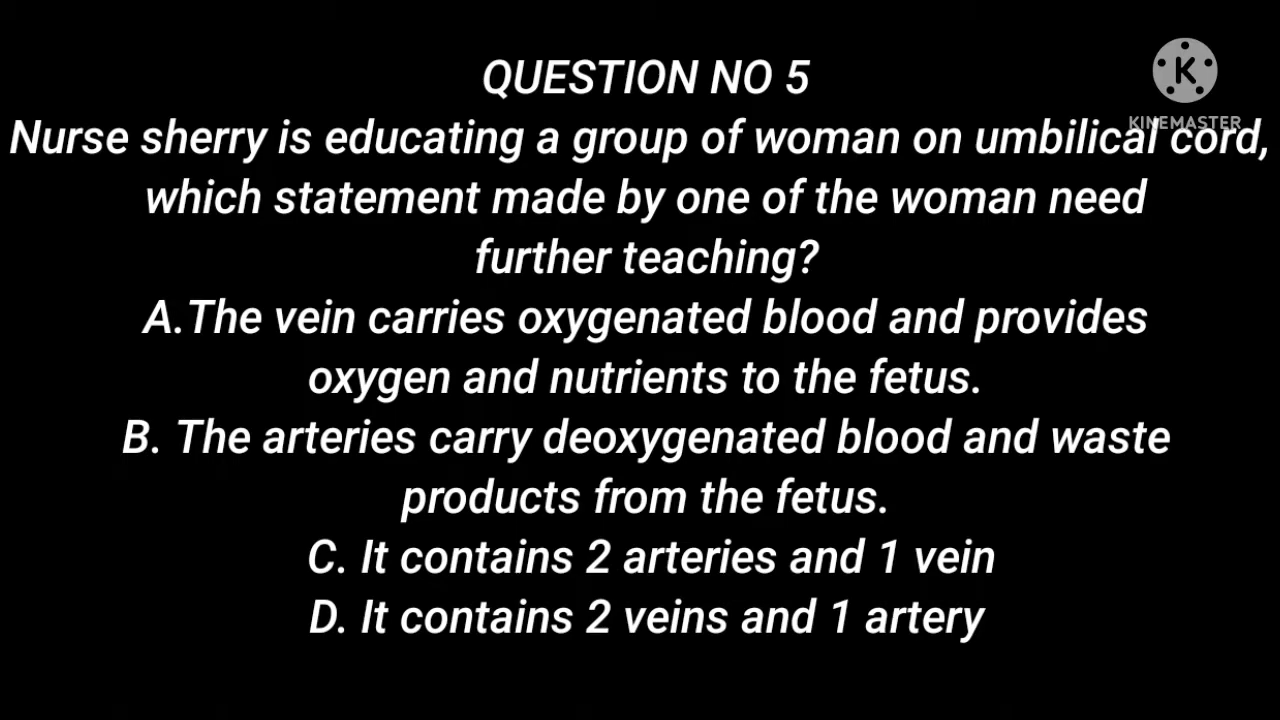 QUESTION NO 5
K
KINEMASTER
Nurse sherry is educating a group of woman on umbilical cord,
which statement made by one of the woman need
further teaching?
A.The vein carries oxygenated blood and provides
oxygen and nutrients to the fetus.
B. The arteries carry deoxygenated blood and waste
products from the fetus.
C. It contains 2 arteries and 1 vein
D. It contains 2 veins and 1 artery